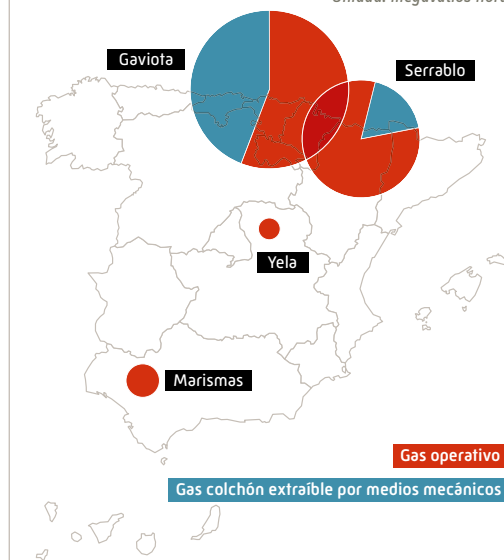 Gaviota
Serrablo
Yela
Marismas
Gas operativo
Gas colchón extraíble por medios mecánicos